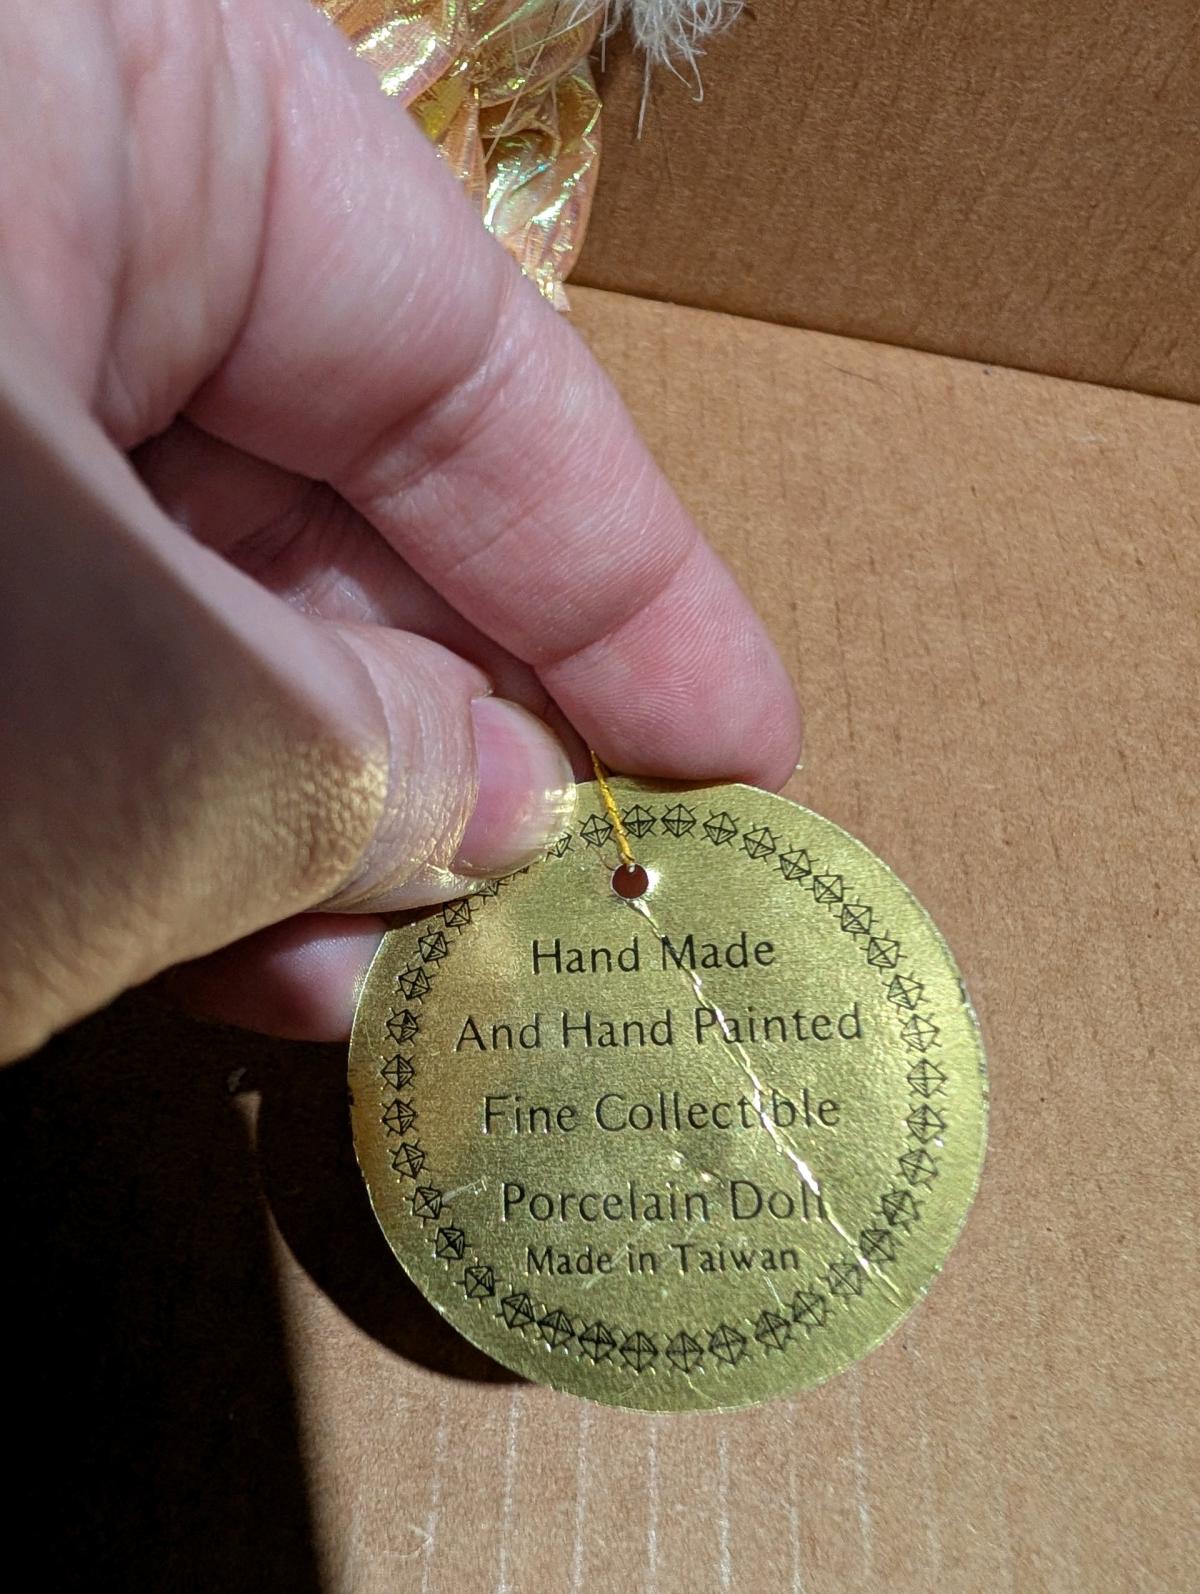 Hand Made
And Hand Painted
Fine Collectible
Porcelain Doll
Made in Taiwan